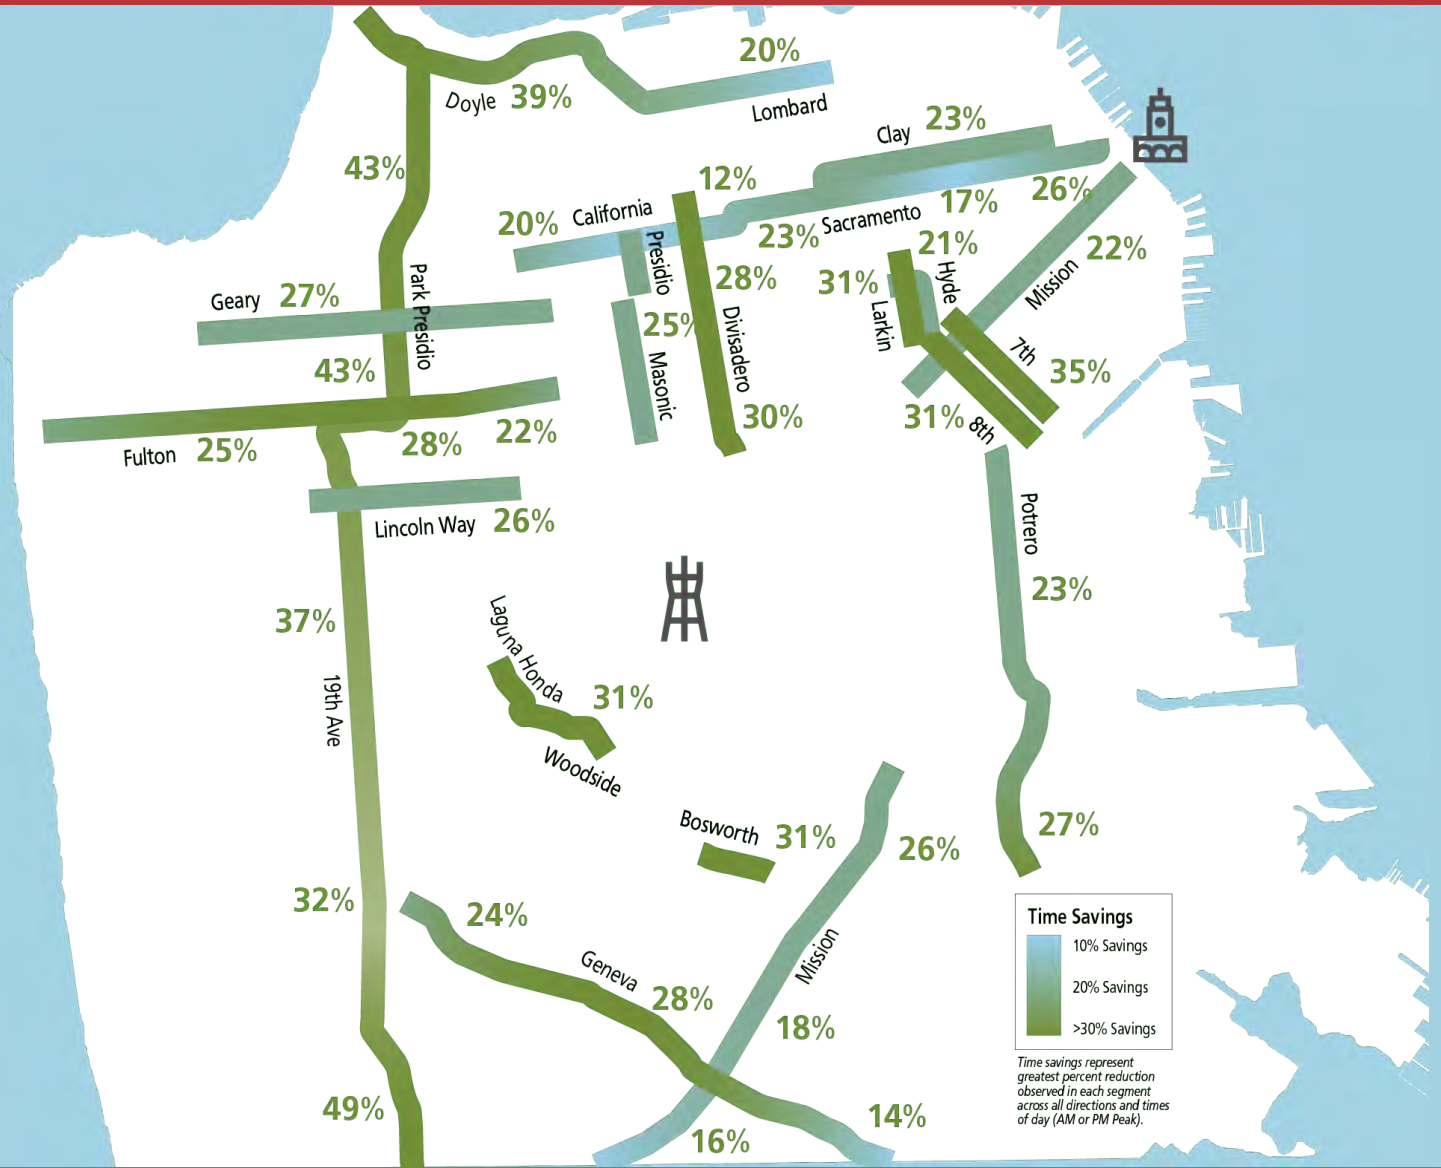 20%
Doyle 39%
Lombard
Clay 23%
43%
12%
20% California
26%
17%
23% Sacramento
Presidio
21%
22%
28%
31%
Hyde
Mission
Larkin
Geary 27%
Park Presidio
25%
Divisadero
Masonic
7th
35%
43%
30%
31%
8th
Fulton 25%
28%
22%
Lincoln Way 26%
Potrero
23%
37%
Laguna Honda
19th Ave
31%
Woodside
Bosworth 31%
27%
26%
32%
24%
Geneva
28%
Mission
18%
49%
16%
14%
Time Savings
10% Savings
20% Savings
>30% Savings
Time savings represent
greatest percent reduction
observed in each segment
across all directions and times
of day (AM or PM Peak).